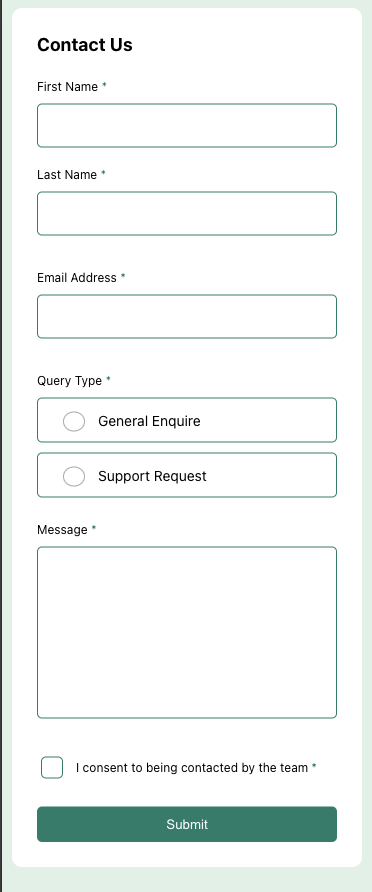 Contact Us
First Name *
Last Name *
Email Address *
Query Type *
General Enquire
Support Request
Message *
I consent to being contacted by the team *
Submit